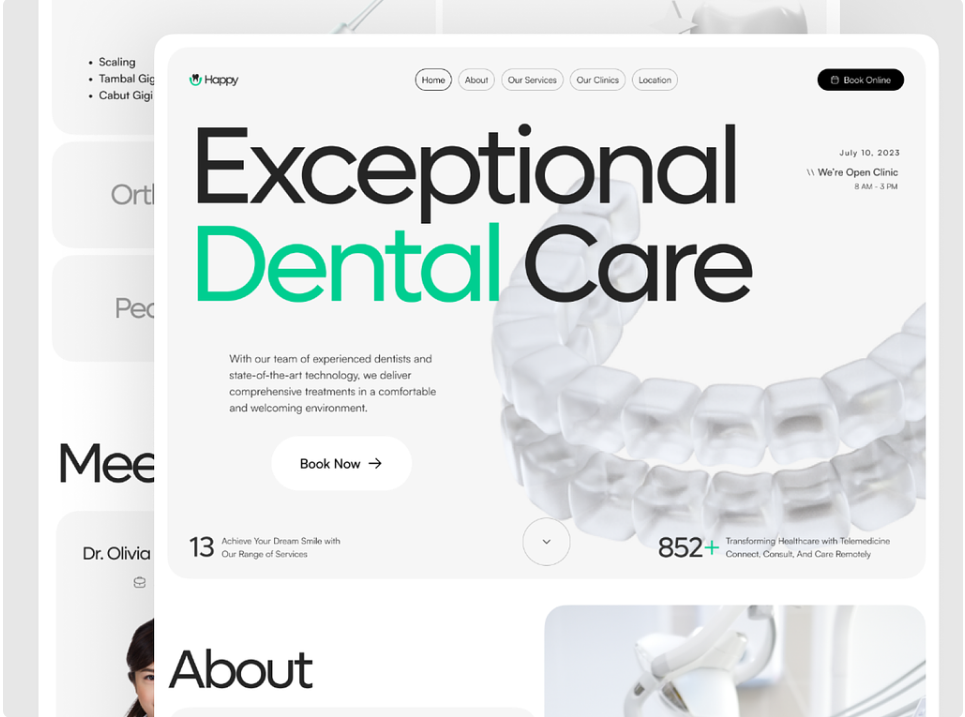 Scaling
Tambal Gig
Cabut Gigi
Happy
Home
About
Our Services
Our Clinics
Location
Book Online
Exceptional
Dental Care
July 10, 2023
\\ We're Open Clinic
8 AM - 3 PM
Ort
Ped
With our team of experienced dentists and
state-of-the-art technology, we deliver
comprehensive treatments in a comfortable
and welcoming environment.
Book Now →
Mee
Dr. Olivia
13
Achieve Your Dream Smile with
Our Range of Services
852+
Transforming Healthcare with Telemedicine
Connect, Consult, And Care Remotely
About